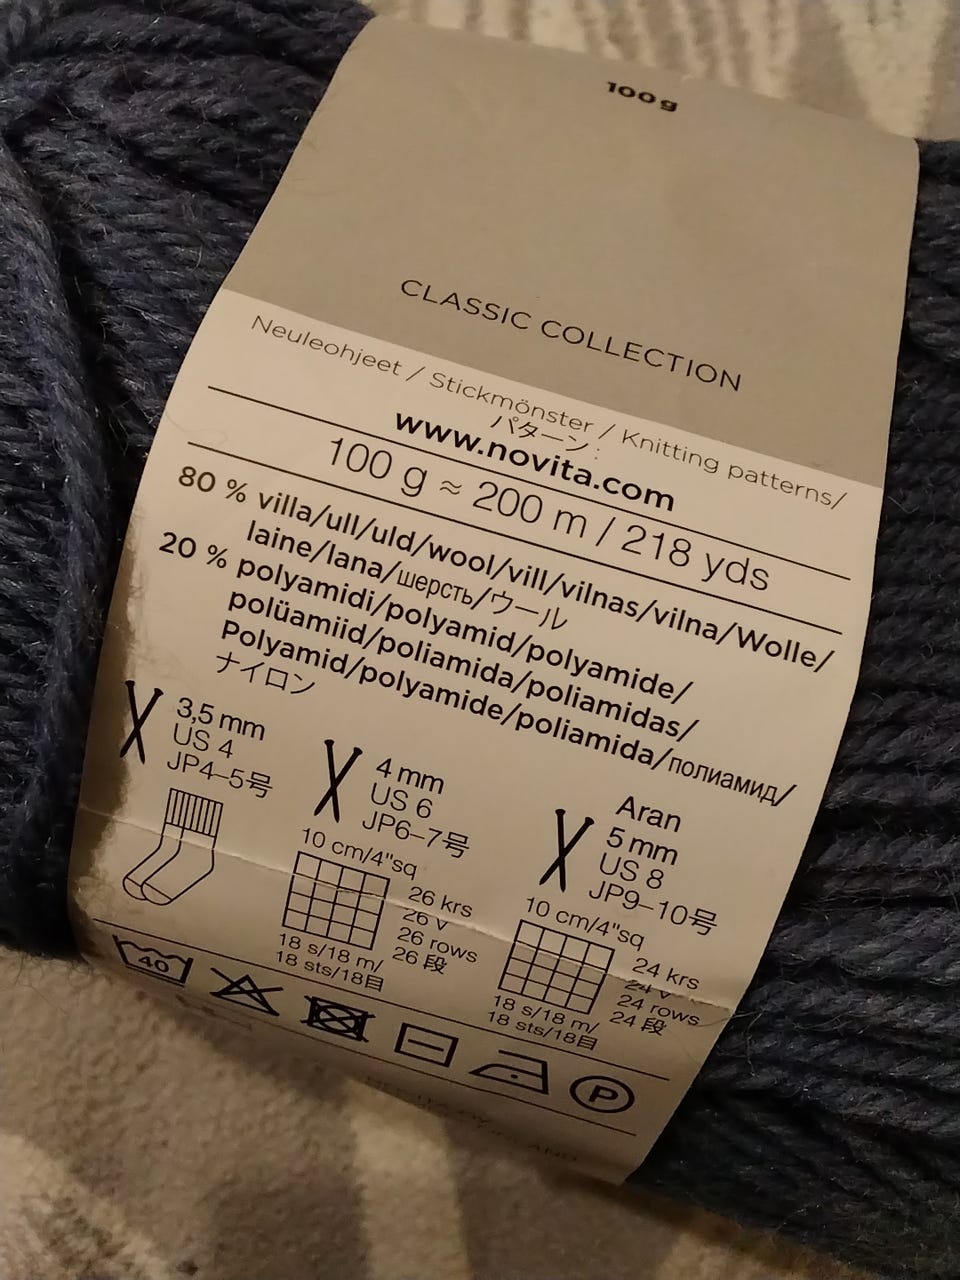 100g
CLASSIC COLLECTION
Neuleohjeet / Stickmönster / Knitting patterns/
パターン :
www.novita.com
100 g ≈ 200 m / 218 yds
80 % villa/ull/uld/wool/vill/vilnas/vilna/Wolle/
laine/lana/шерсть/ウール
20 % polyamidi/polyamid/polyamide/
polüamiid/poliamida/poliamidas/
Polyamid/polyamide/poliamida/полиамид/
ナイロン
3,5 mm
US 4
JP4–5号
4 mm
US 6
JP6–7号
10 cm/4"sq
26 krs
26 v
26 rows
26 段
18 s/18 m/
18 sts/18目
Aran
5 mm
US 8
JP9–10号
10 cm/4"sq
24 krs
24 v
24 rows
24 段
18 s/18 m/
18 sts/18目
40
P